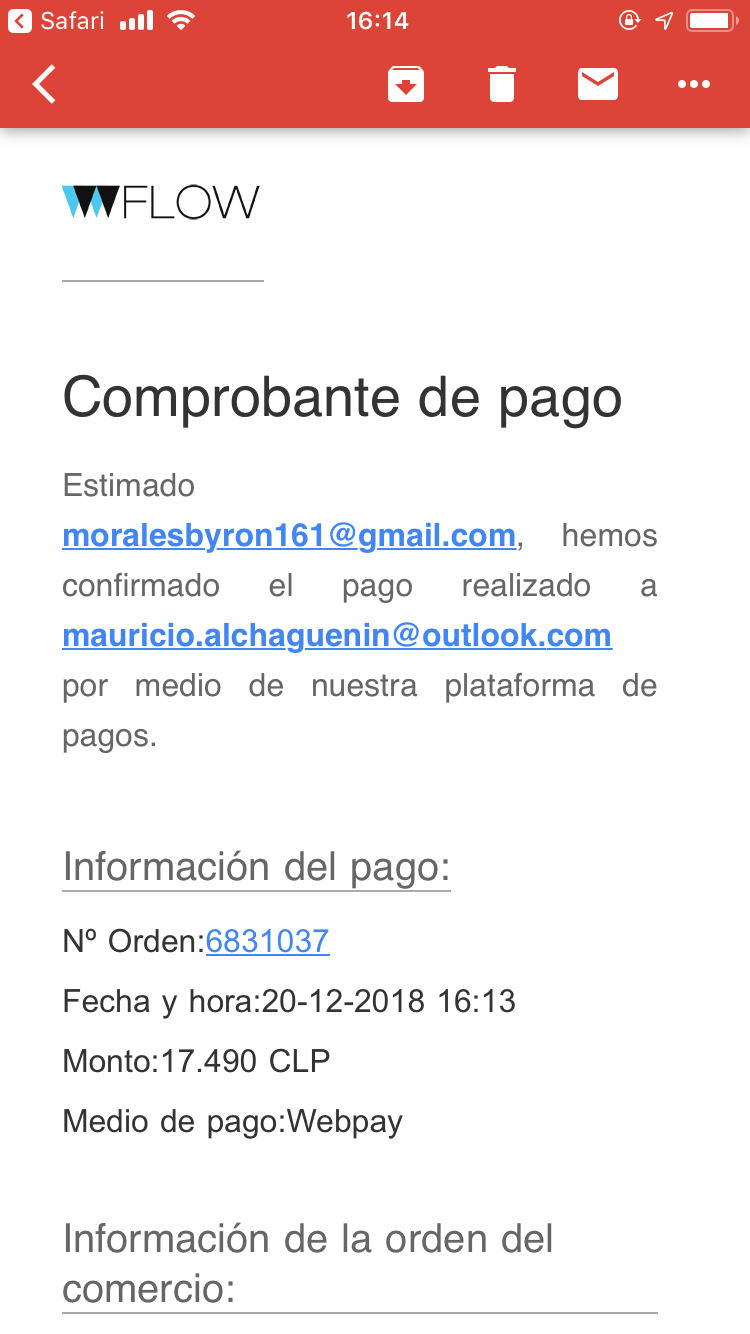 Safari 16:14
FLOW
Comprobante de pago
Estimado
moralesbyron161@gmail.com, hemos
confirmado el pago realizado a
mauricio.alchaguenin@outlook.com
por medio de nuestra plataforma de
pagos.
Información del pago:
Nº Orden:6831037
Fecha y hora:20-12-2018 16:13
Monto:17.490 CLP
Medio de pago:Webpay
Información de la orden del
comercio: